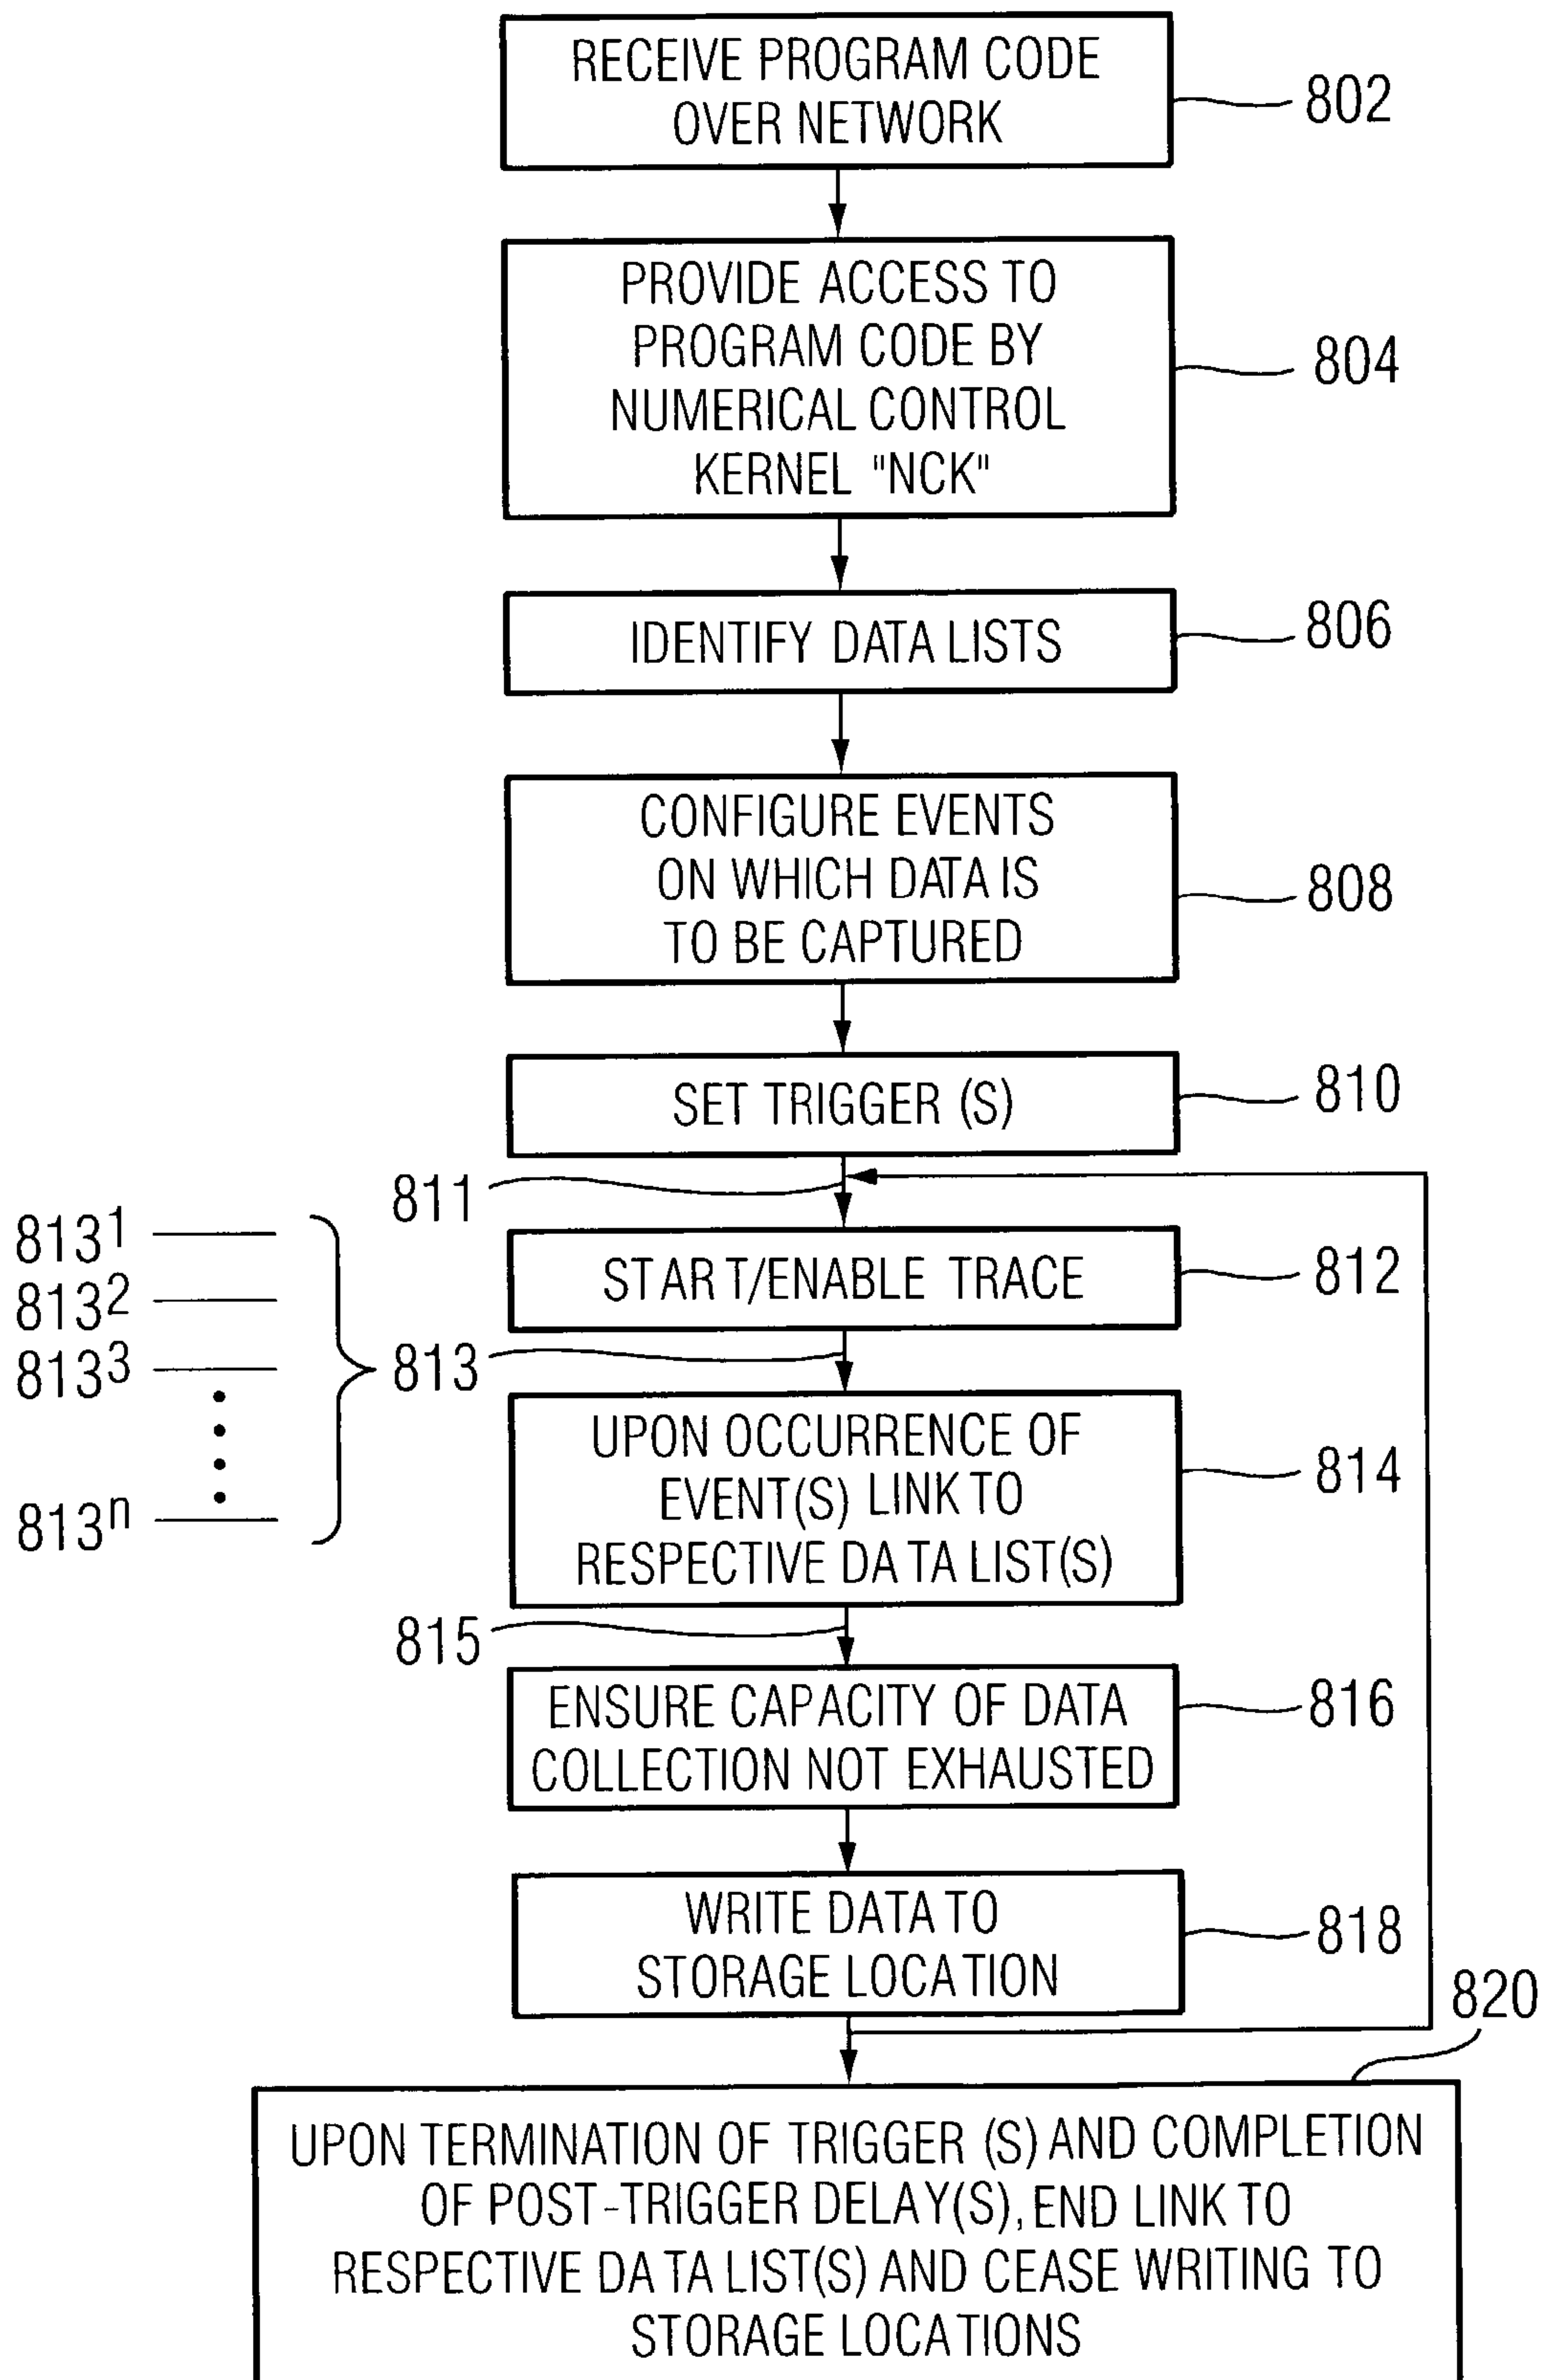 RECEIVE PROGRAM CODE
OVER NETWORK
802
PROVIDE ACCESS TO
PROGRAM CODE BY
NUMERICAL CONTROL
KERNEL "NCK"
804
IDENTIFY DATA LISTS
806
CONFIGURE EVENTS
ON WHICH DATA IS
TO BE CAPTURED
808
SET TRIGGER (S)
810
811
START/ENABLE TRACE
812
813¹
813²
813³
813ⁿ
813
UPON OCCURRENCE OF
EVENT(S) LINK TO
RESPECTIVE DATA LIST(S)
814
815
ENSURE CAPACITY OF DATA
COLLECTION NOT EXHAUSTED
816
WRITE DATA TO
STORAGE LOCATION
818
820
UPON TERMINATION OF TRIGGER (S) AND COMPLETION
OF POST-TRIGGER DELAY(S), END LINK TO
RESPECTIVE DATA LIST(S) AND CEASE WRITING TO
STORAGE LOCATIONS